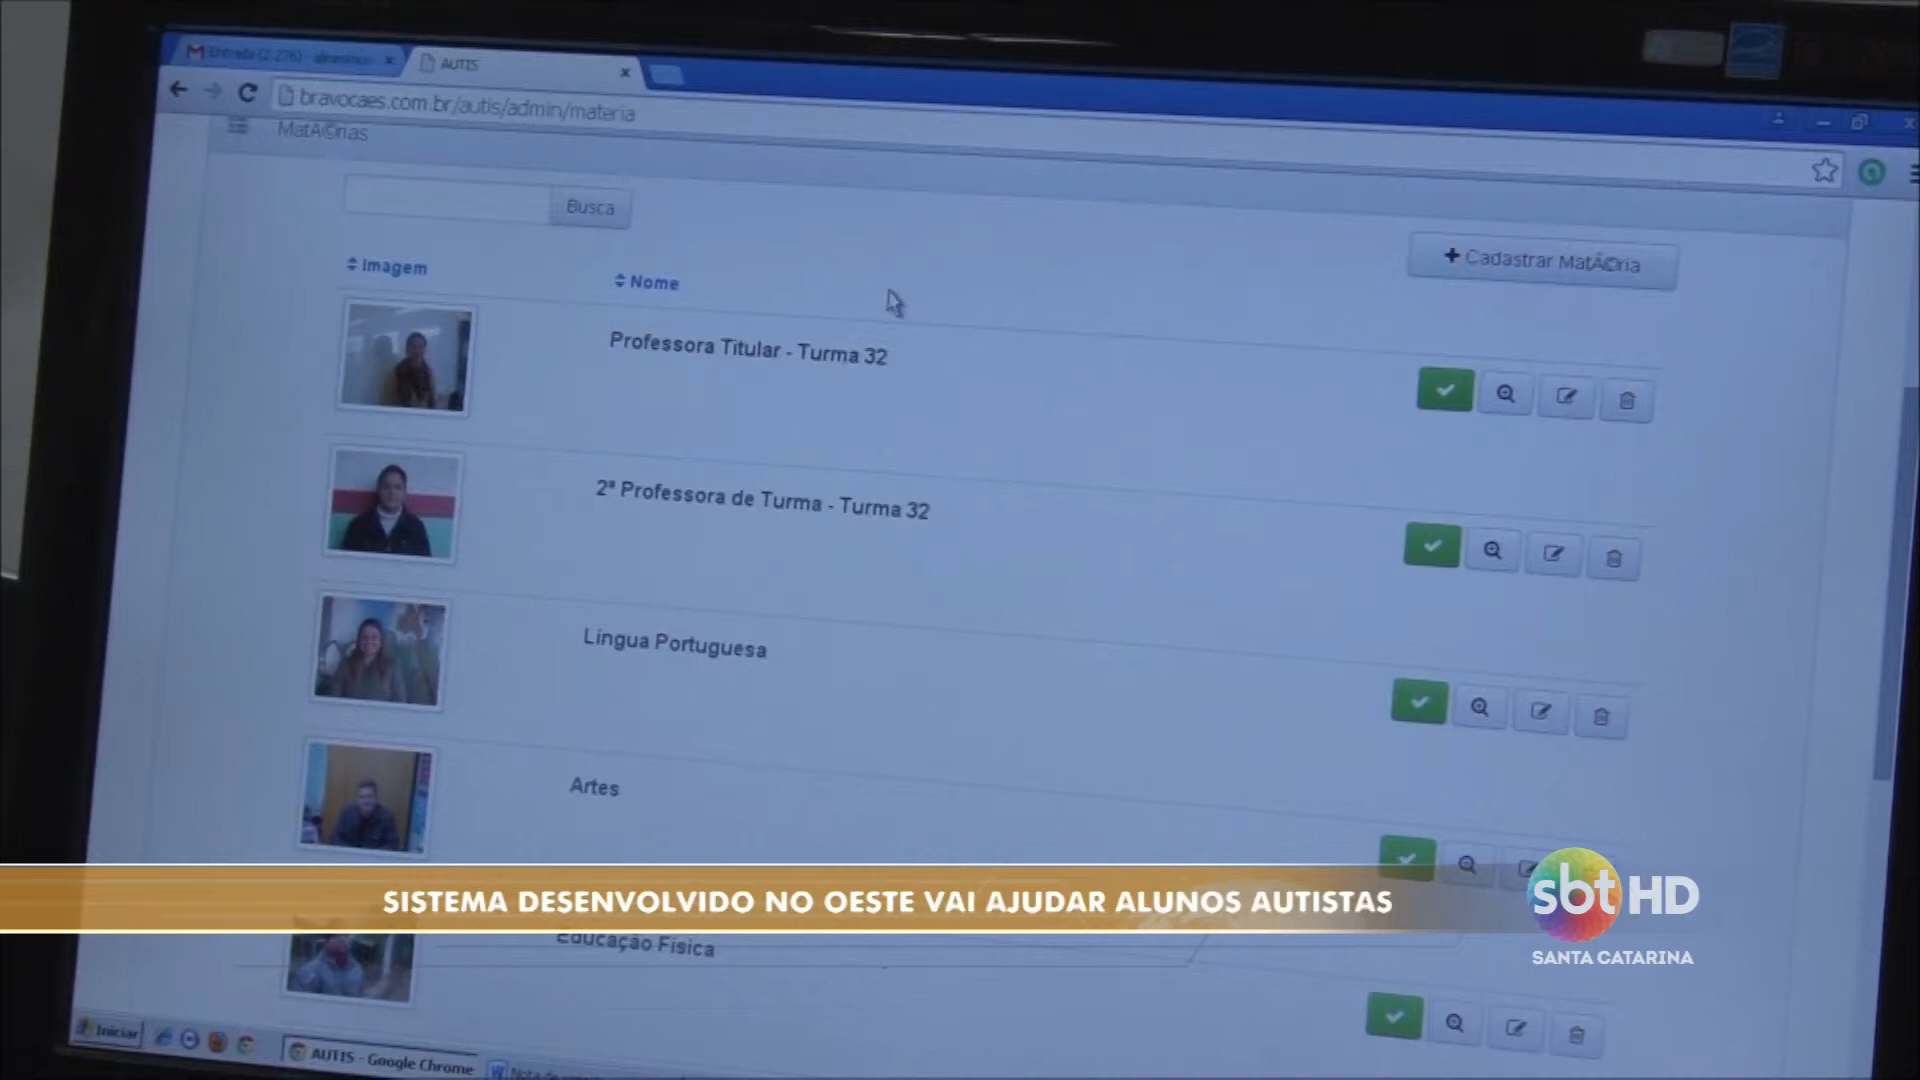 AUTIS
bravocaes.com.br/autis/admin/materia
MatÃ©rias
Busca
Cadastrar MatÃ©ria
Imagem
Nome
Professora Titular - Turma 32
2ª Professora de Turma - Turma 32
Lingua Portuguesa
Artes
SISTEMA DESENVOLVIDO NO OESTE VAI AJUDAR ALUNOS AUTISTAS
sbt HD
SANTA CATARINA
Educação Física
Iniciar
AUTIS - Google Chrome
Nota de